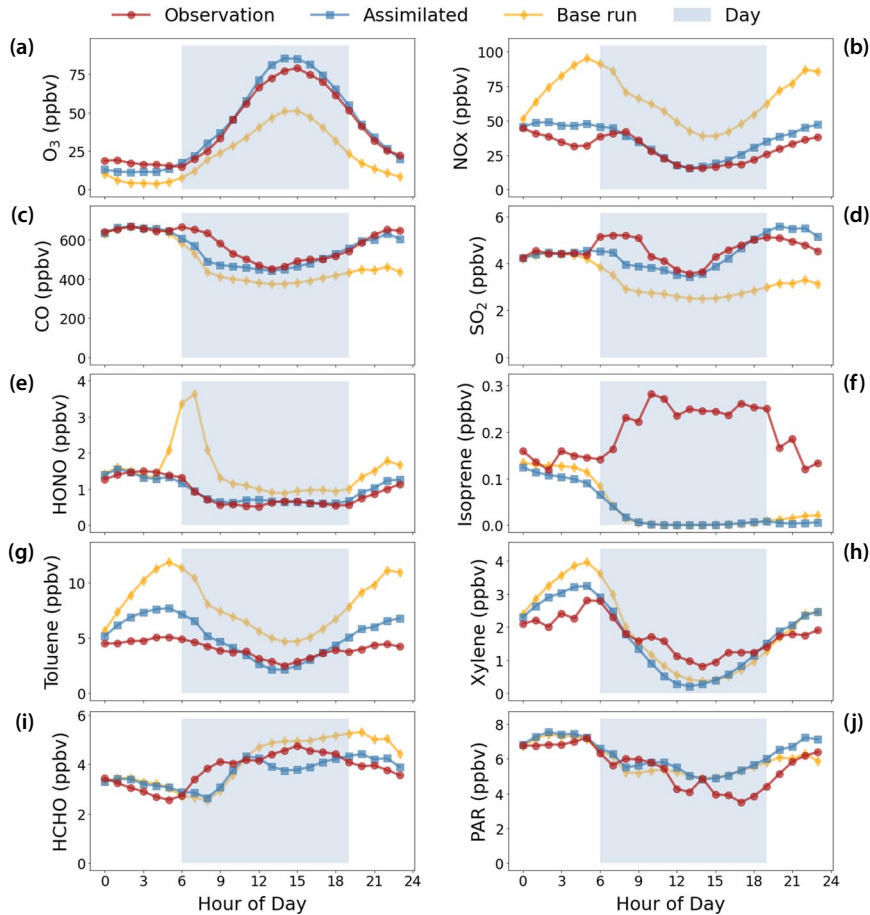 Observation Assimilated Base run Day
(a)
O3 (ppbv)
75
50
25
0
(b)
NOx (ppbv)
100
75
50
25
0
(c)
CO (ppbv)
600
400
200
0
(d)
SO2 (ppbv)
6
4
2
0
(e)
HONO (ppbv)
4
3
2
1
0
(f)
Isoprene (ppbv)
0.3
0.2
0.1
0.0
(g)
Toluene (ppbv)
10
5
0
(h)
Xylene (ppbv)
4
3
2
1
0
(i)
HCHO (ppbv)
6
4
2
0
0 3 6 9 12 15 18 21 24
Hour of Day
(j)
PAR (ppbv)
8
6
4
2
0
0 3 6 9 12 15 18 21 24
Hour of Day